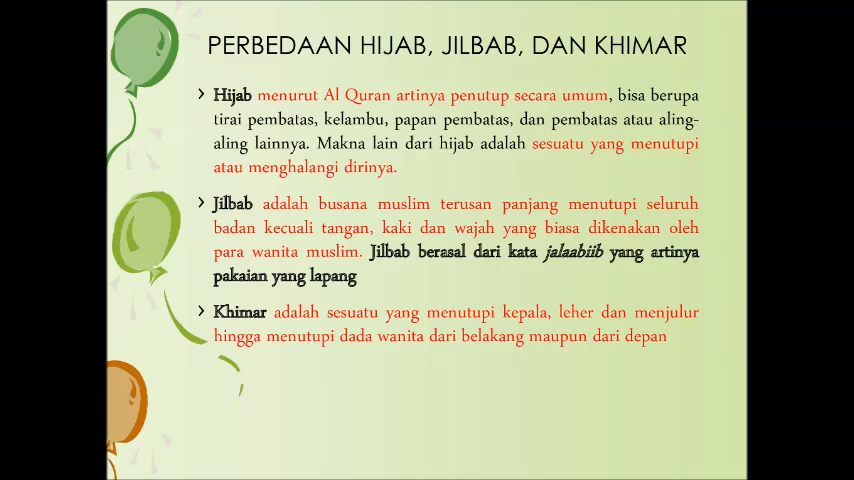 PERBEDAAN HIJAB, JILBAB, DAN KHIMAR
› Hijab menurut Al Quran artinya penutup secara umum, bisa berupa
tirai pembatas, kelambu, papan pembatas, dan pembatas atau aling-
aling lainnya. Makna lain dari hijab adalah sesuatu yang menutupi
atau menghalangi dirinya.
› Jilbab adalah busana muslim terusan panjang menutupi seluruh
badan kecuali tangan, kaki dan wajah yang biasa dikenakan oleh
para wanita muslim. Jilbab berasal dari kata jalaabiib yang artinya
pakaian yang lapang
› Khimar adalah sesuatu yang menutupi kepala, leher dan menjulur
hingga menutupi dada wanita dari belakang maupun dari depan